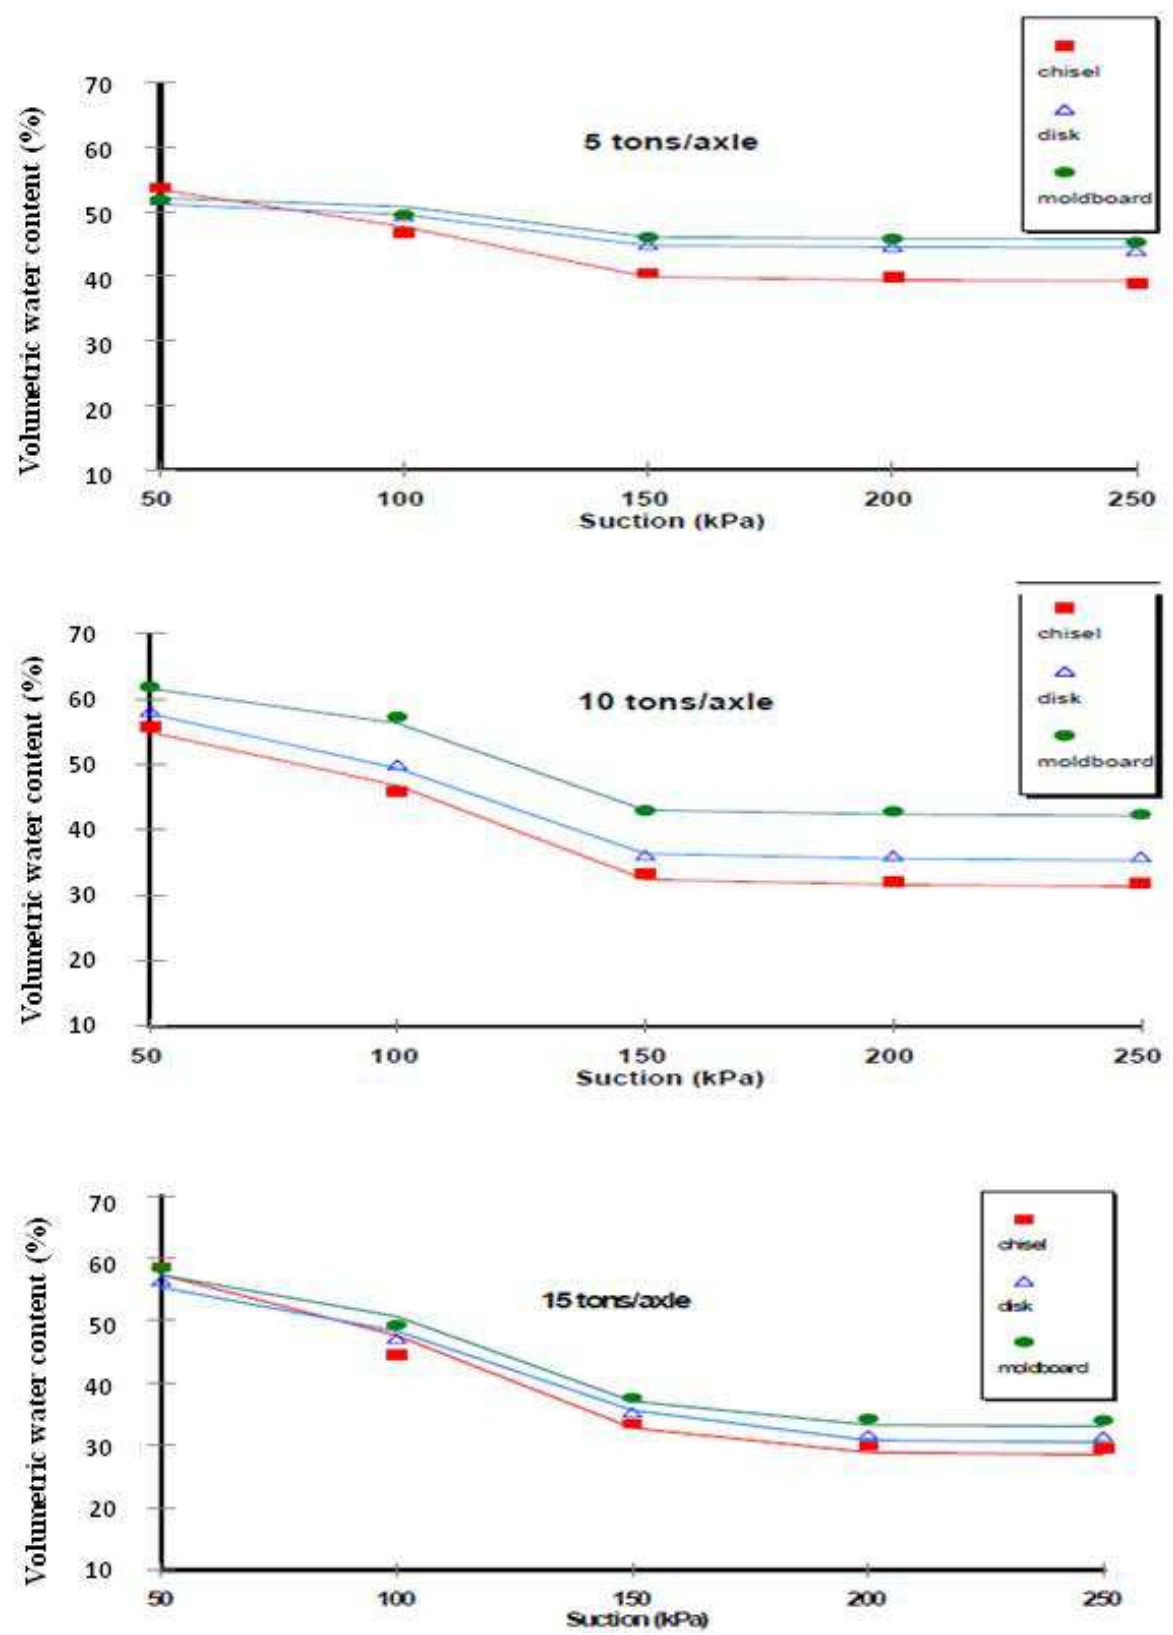 chisel
disk
moldboard
5 tons/axle
Volumetric water content (%)
70
60
50
40
30
20
10
50 100 150 200 250
Suction (kPa)
chisel
disk
moldboard
10 tons/axle
Volumetric water content (%)
70
60
50
40
30
20
10
50 100 150 200 250
Suction (kPa)
chisel
disk
moldboard
15 tons/axle
Volumetric water content (%)
70
60
50
40
30
20
10
50 100 150 200 250
Suction (kPa)